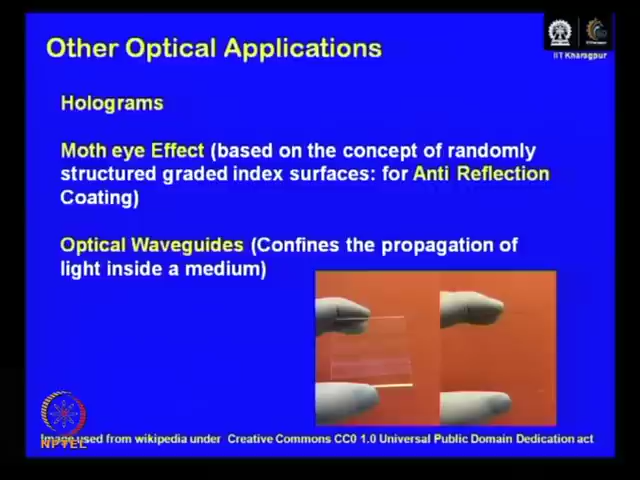 Other Optical Applications
IIT Kharagpur
Holograms
Moth eye Effect (based on the concept of randomly
structured graded index surfaces: for Anti Reflection
Coating)
Optical Waveguides (Confines the propagation of
light inside a medium)
Image used from wikipedia under Creative Commons CC0 1.0 Universal Public Domain Dedication act
NPTEL